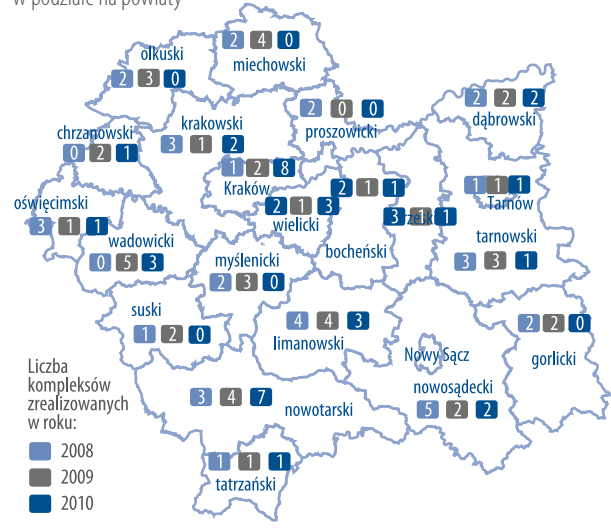 w podziale na powiaty
2 4 0
miechowski
olkuski
2 3 0
2 0 0
proszowicki
2 2 2
dąbrowski
krakowski
3 1 2
chrzanowski
0 2 1
1 2 8
Kraków
2 1 1
bocheński
2 1 3
wielicki
3 1 1
1 1 1
Tarnów
tarnowski
3 3 1
oświęcimski
3 1 1
wadowicki
0 5 3
myślenicki
2 3 0
suski
1 2 0
4 4 3
limanowski
Nowy Sącz
nowosądecki
5 2 2
2 2 0
gorlicki
3 4 7
nowotarski
1 1 1
tatrzański
Liczba
kompleksów
zrealizowanych
w roku:
2008
2009
2010